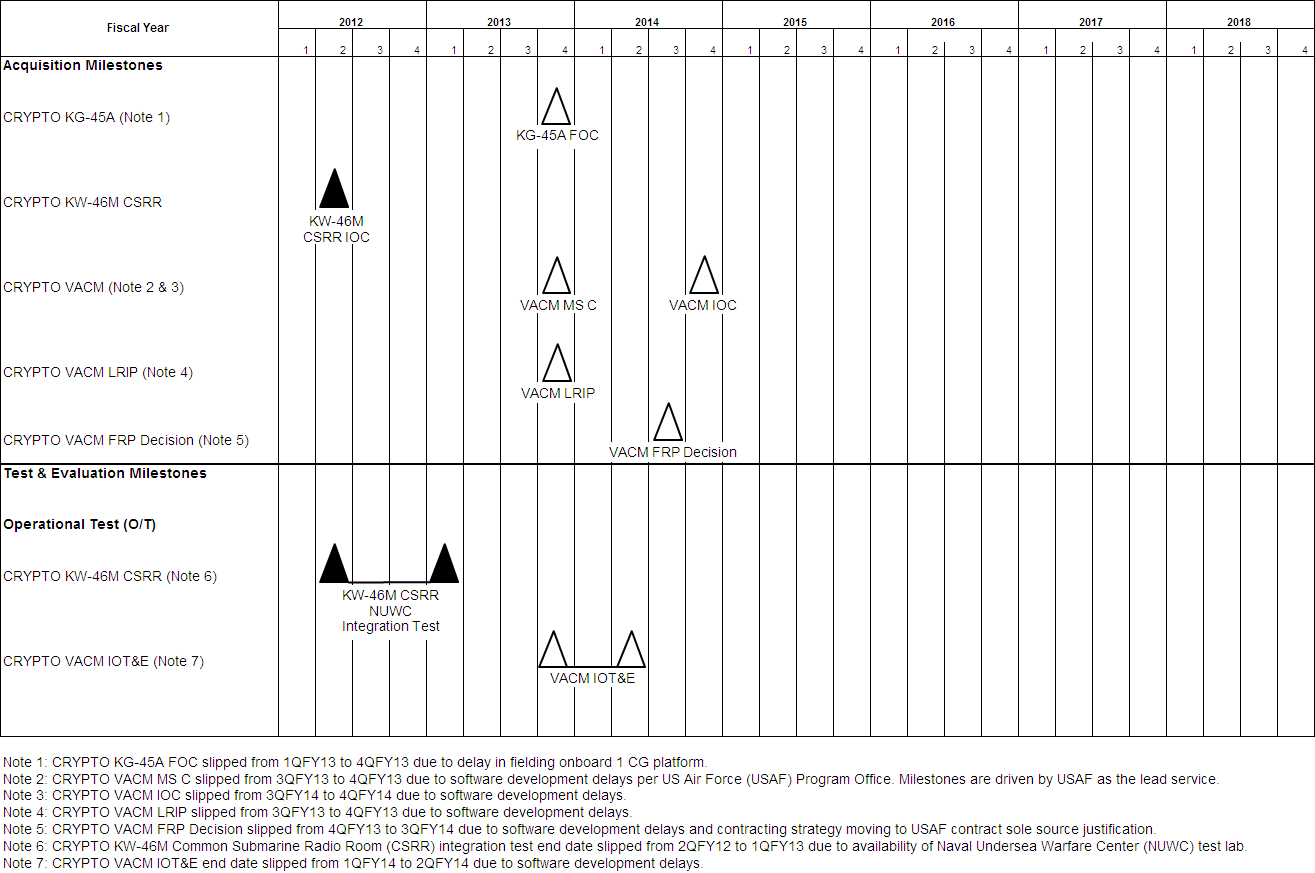 Fiscal Year 2012 2013 2014 2015 2016 2017 2018
1 2 3 4 1 2 3 4 1 2 3 4 1 2 3 4 1 2 3 4 1 2 3 4 1 2 3 4
Acquisition Milestones
CRYPTO KG-45A (Note 1)
KG-45A FOC
CRYPTO KW-46M CSRR
KW-46M
CSRR IOC
CRYPTO VACM (Note 2 & 3)
VACM MS C VACM IOC
CRYPTO VACM LRIP (Note 4)
VACM LRIP
CRYPTO VACM FRP Decision (Note 5)
VACM FRP Decision
Test & Evaluation Milestones
Operational Test (O/T)
CRYPTO KW-46M CSRR (Note 6)
KW-46M CSRR
NUWC
Integration Test
CRYPTO VACM IOT&E (Note 7)
VACM IOT&E
Note 1: CRYPTO KG-45A FOC slipped from 1QFY13 to 4QFY13 due to delay in fielding onboard 1 CG platform.
Note 2: CRYPTO VACM MS C slipped from 3QFY13 to 4QFY13 due to software development delays per US Air Force (USAF) Program Office. Milestones are driven by USAF as the lead service.
Note 3: CRYPTO VACM IOC slipped from 3QFY14 to 4QFY14 due to software development delays.
Note 4: CRYPTO VACM LRIP slipped from 3QFY13 to 4QFY13 due to software development delays.
Note 5: CRYPTO VACM FRP Decision slipped from 4QFY13 to 3QFY14 due to software development delays and contracting strategy moving to USAF contract sole source justification.
Note 6: CRYPTO KW-46M Common Submarine Radio Room (CSRR) integration test end date slipped from 2QFY12 to 1QFY13 due to availability of Naval Undersea Warfare Center (NUWC) test lab.
Note 7: CRYPTO VACM IOT&E end date slipped from 1QFY14 to 2QFY14 due to software development delays.